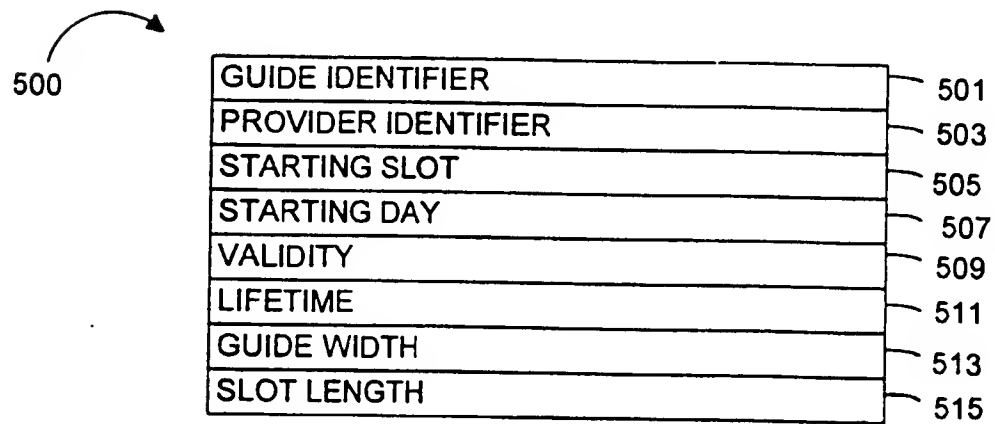 500
GUIDE IDENTIFIER 501
PROVIDER IDENTIFIER 503
STARTING SLOT 505
STARTING DAY 507
VALIDITY 509
LIFETIME 511
GUIDE WIDTH 513
SLOT LENGTH 515